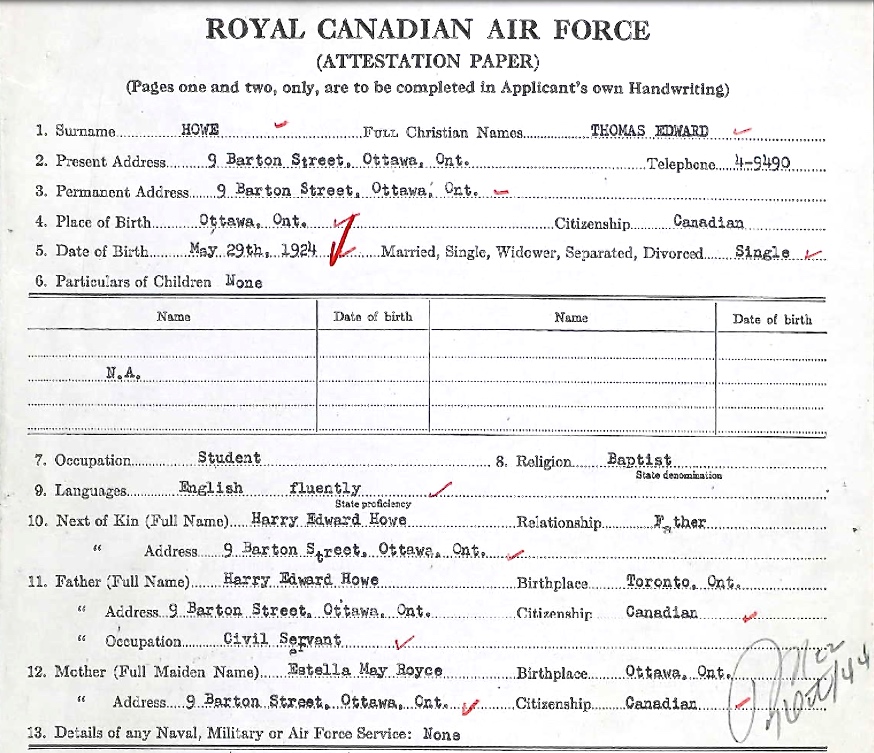 ROYAL CANADIAN AIR FORCE
(ATTESTATION PAPER)
(Pages one and two, only, are to be completed in Applicant's own Handwriting)
1. Surname HOWE FULL Christian Names THOMAS EDWARD
2. Present Address 9 Barton Street, Ottawa, Ont. Telephone 4-9490
3. Permanent Address 9 Barton Street, Ottawa, Ont.
4. Place of Birth Ottawa, Ont. Citizenship Canadian
5. Date of Birth May 29th, 1924 Married, Single, Widower, Separated, Divorced Single
6. Particulars of Children None
Name Date of birth Name Date of birth
N.A.
7. Occupation Student 8. Religion Baptist
State denomination
9. Languages English fluently
State proficiency
10. Next of Kin (Full Name) Harry Edward Howe Relationship Father
“ Address 9 Barton Street, Ottawa, Ont.
11. Father (Full Name) Harry Edward Howe Birthplace Toronto, Ont.
“ Address 9 Barton Street, Ottawa, Ont. Citizenship Canadian
“ Occupation Civil Servant
12. Mother (Full Maiden Name) Estella May Royce Birthplace Ottawa, Ont.
“ Address 9 Barton Street, Ottawa, Ont. Citizenship Canadian
13. Details of any Naval, Military or Air Force Service: None